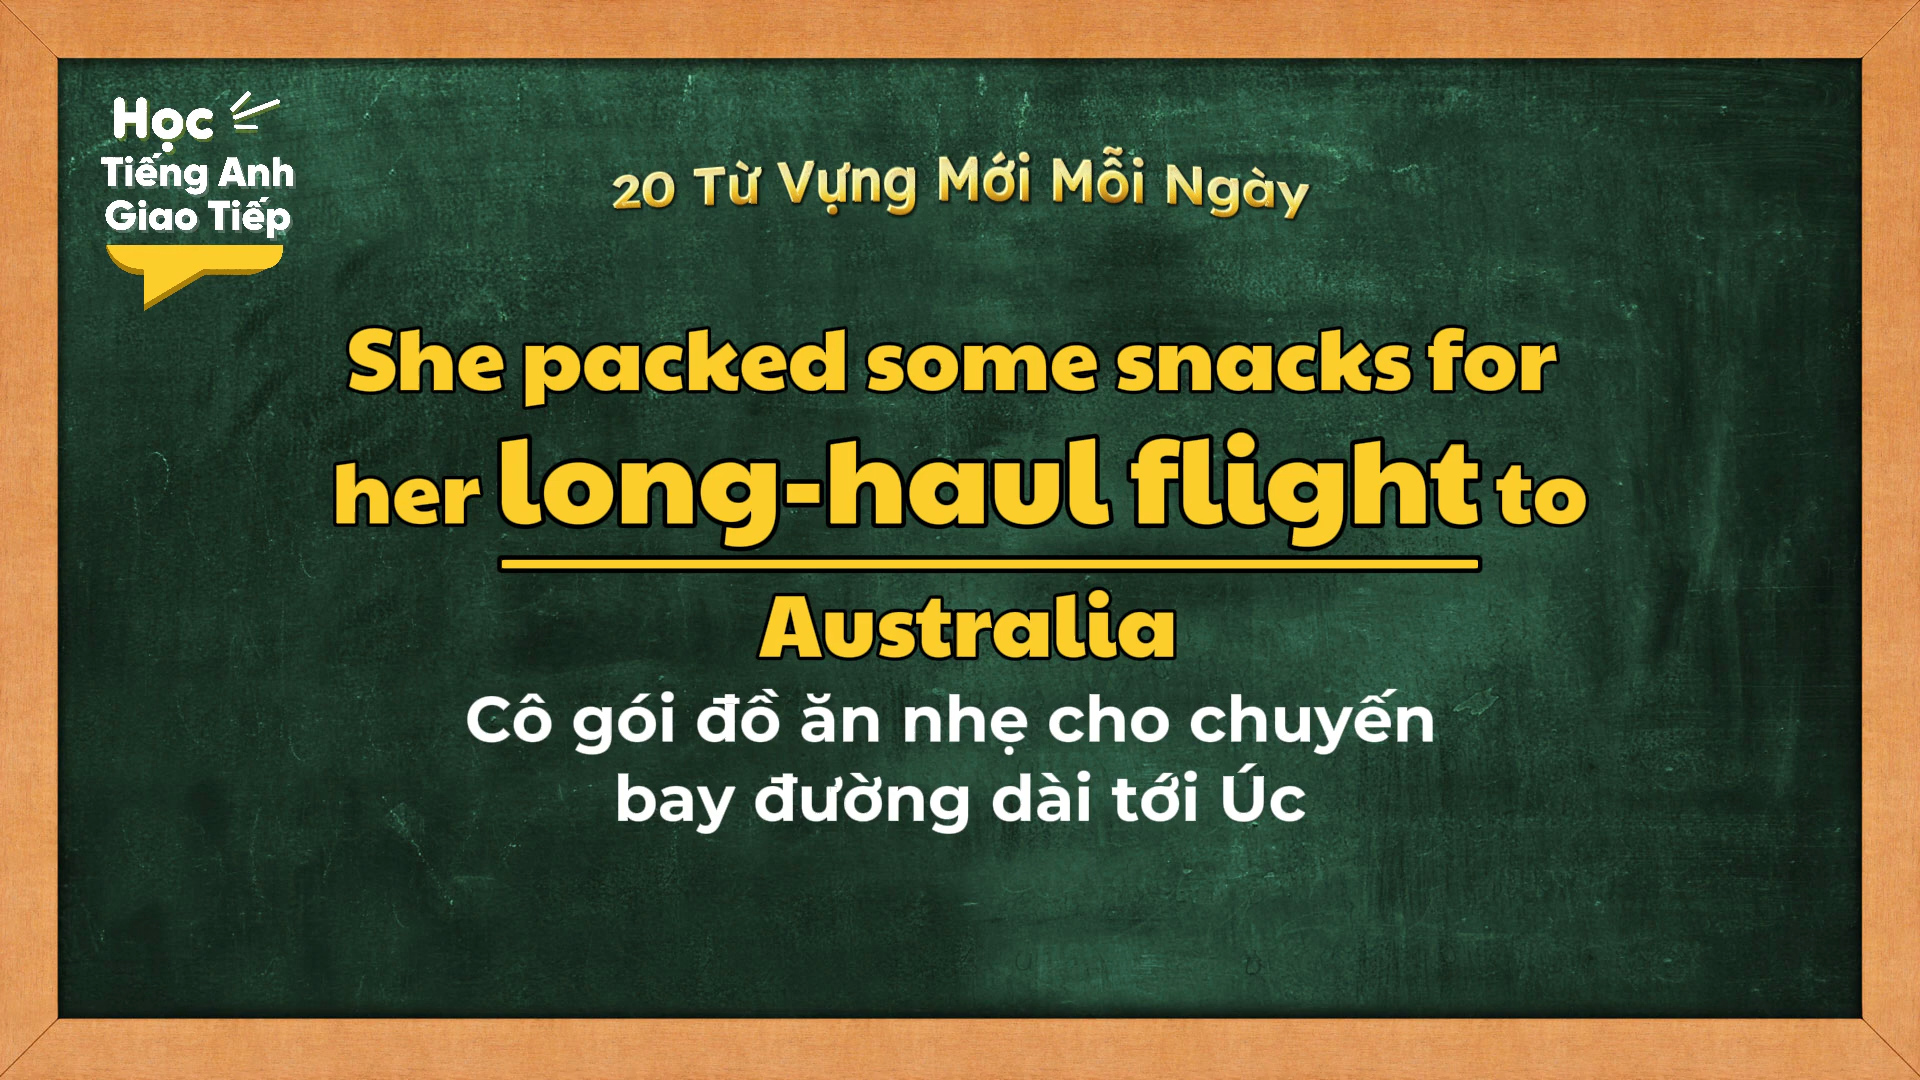 Học
Tiếng Anh
Giao Tiếp
20 Từ Vựng Mới Mỗi Ngày
She packed some snacks for
her long-haul flight to
Australia
Cô gói đồ ăn nhẹ cho chuyến
bay đường dài tới Úc